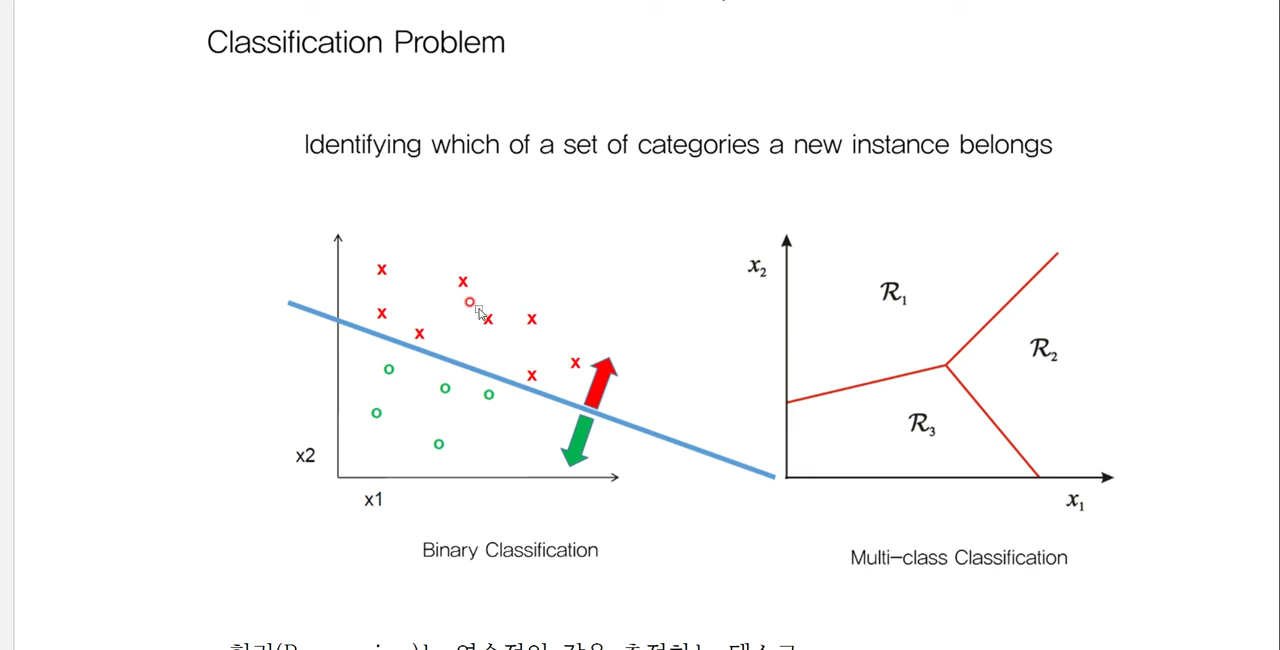 Classification Problem
Identifying which of a set of categories a new instance belongs
x
x
x
o
x
x
x
x
x
o
o
o
o
o
x2
x1
Binary Classification
x₂
R₁
R₂
R₃
x₁
Multi-class Classification